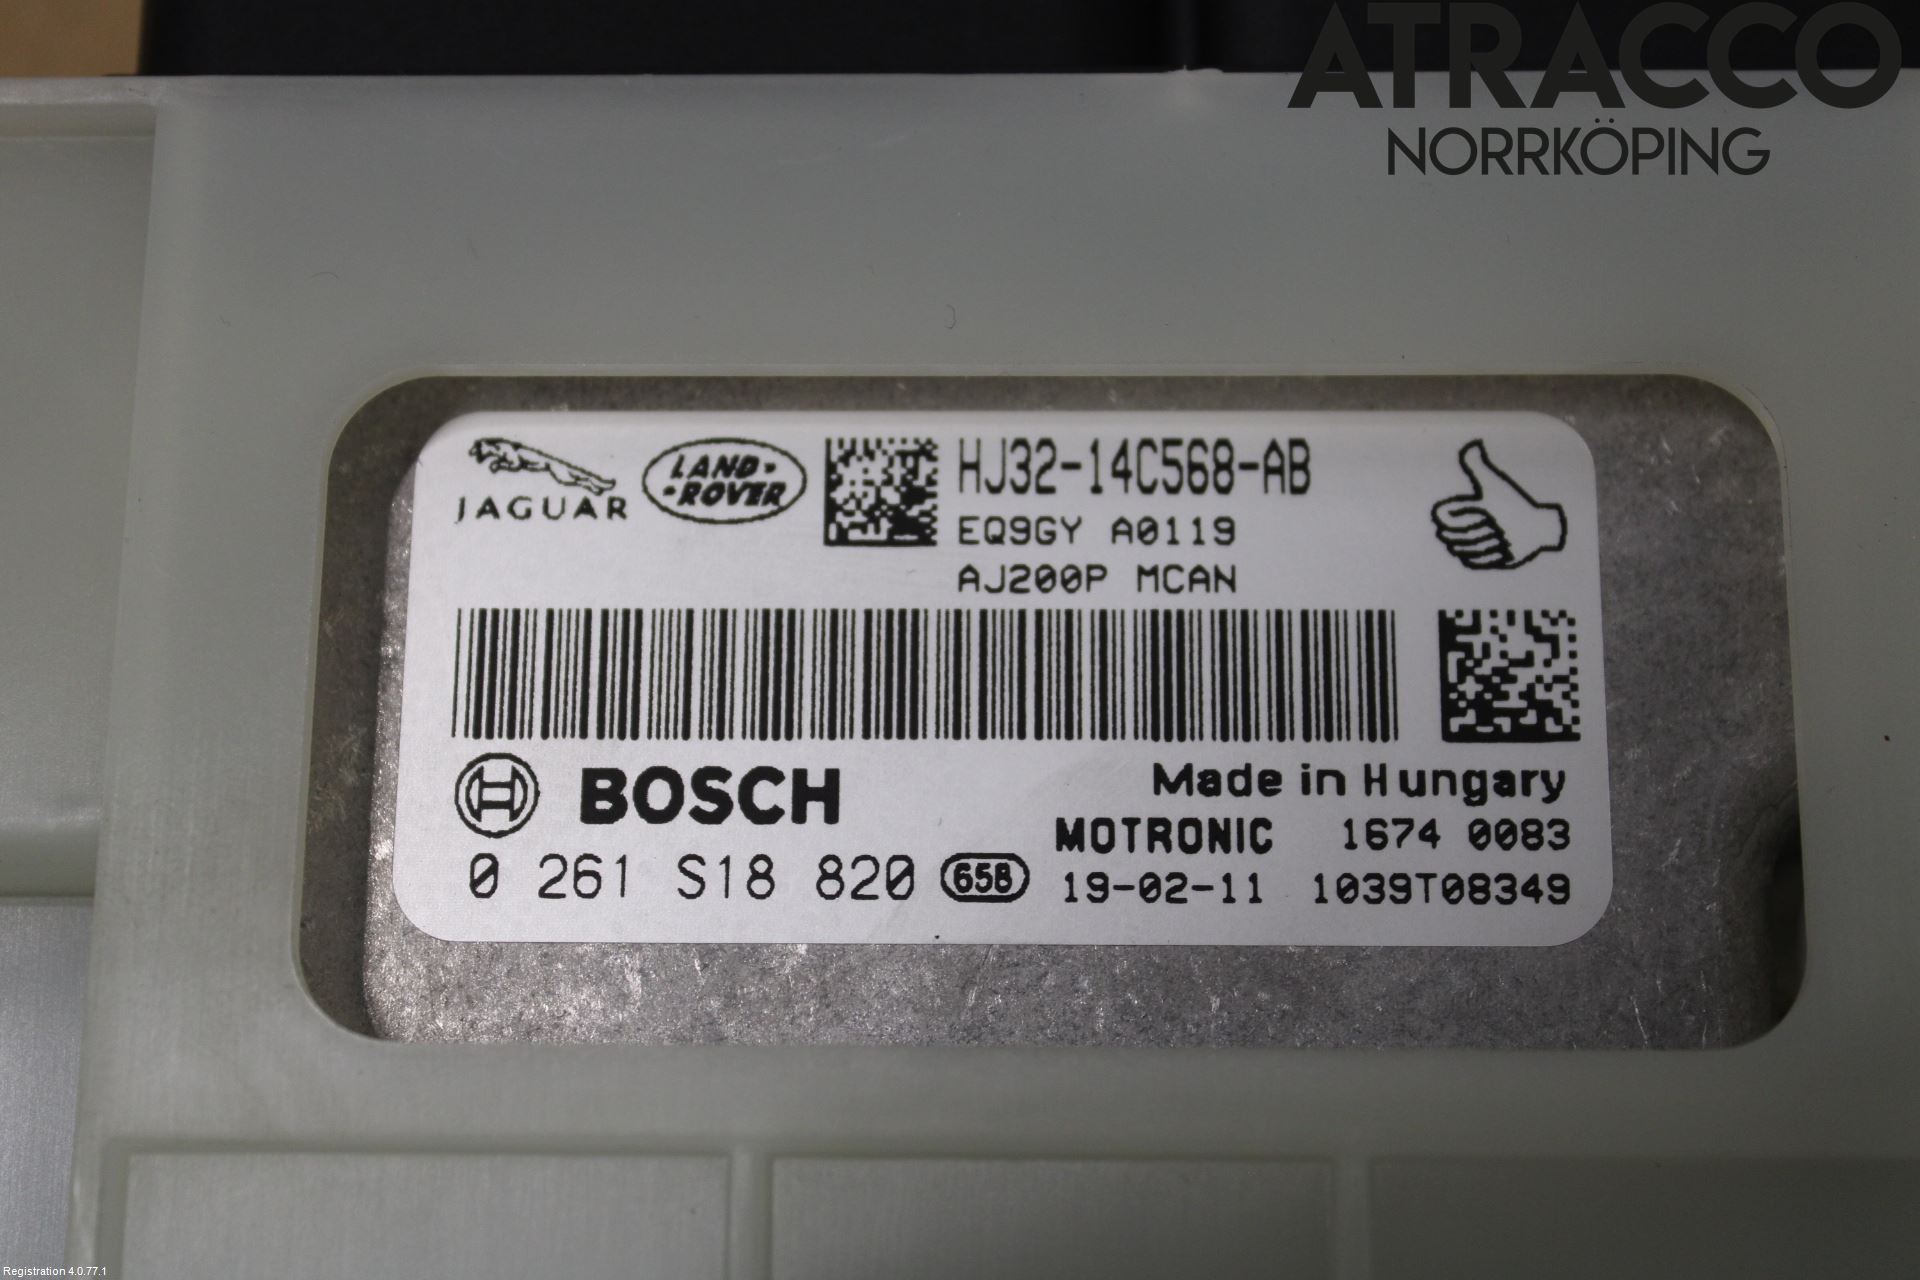 ATRACCO
NORRKÖPING
JAGUAR
LAND-
-ROVER
HJ32-14C568-AB
EQ9GY A0119
AJ200P MCAN
BOSCH
Made in Hungary
MOTRONIC 1674 0083
0 261 S18 820 658 19-02-11 1039T08349
Registration 4.0.77.1